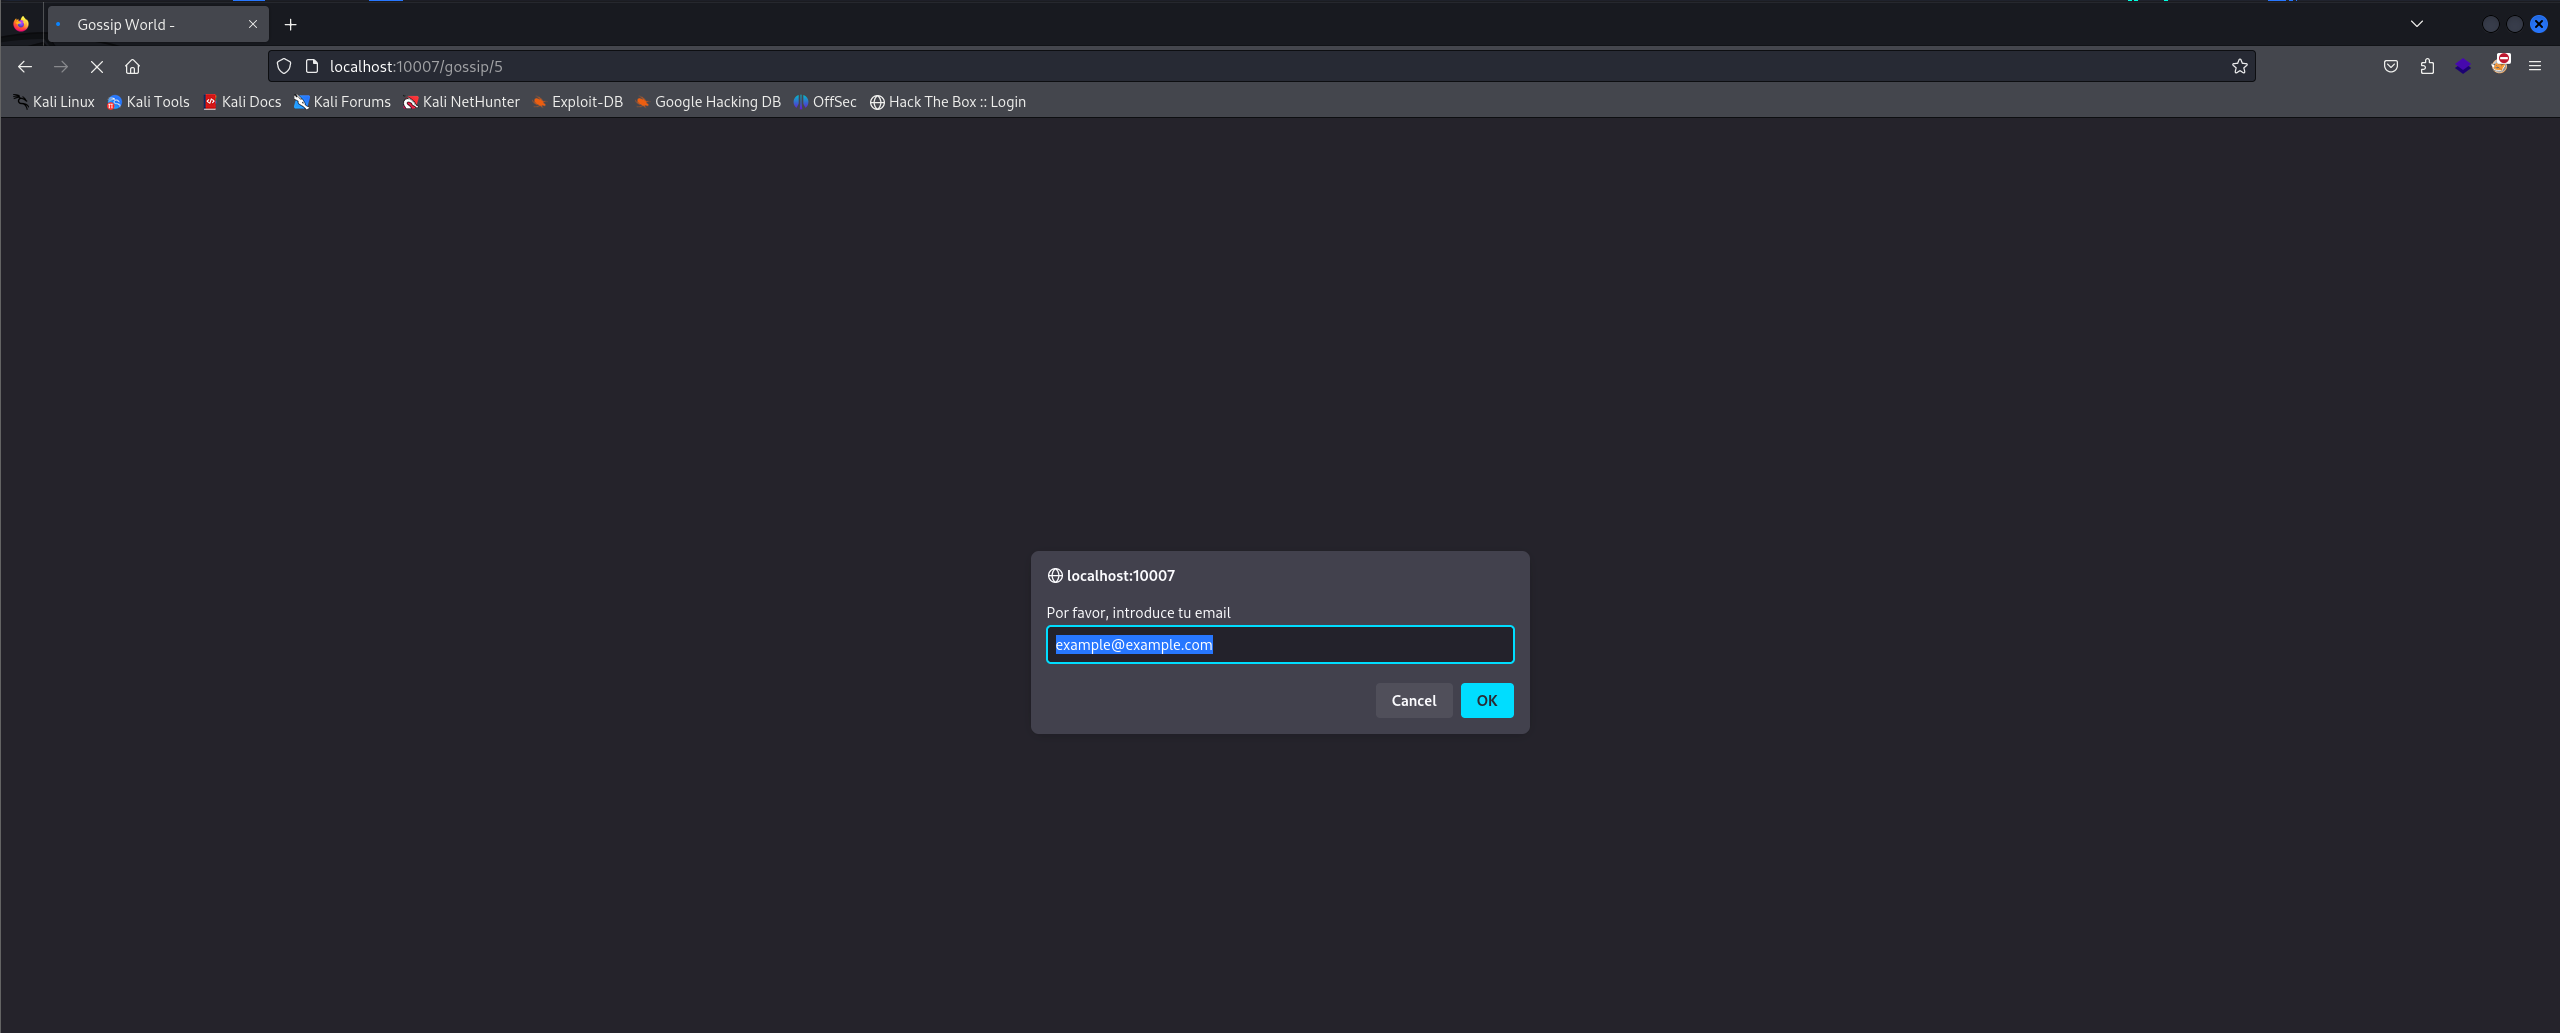 Gossip World -
localhost:10007/gossip/5
Kali Linux Kali Tools Kali Docs Kali Forums Kali NetHunter Exploit-DB Google Hacking DB OffSec Hack The Box :: Login
localhost:10007
Por favor, introduce tu email
example@example.com
Cancel OK